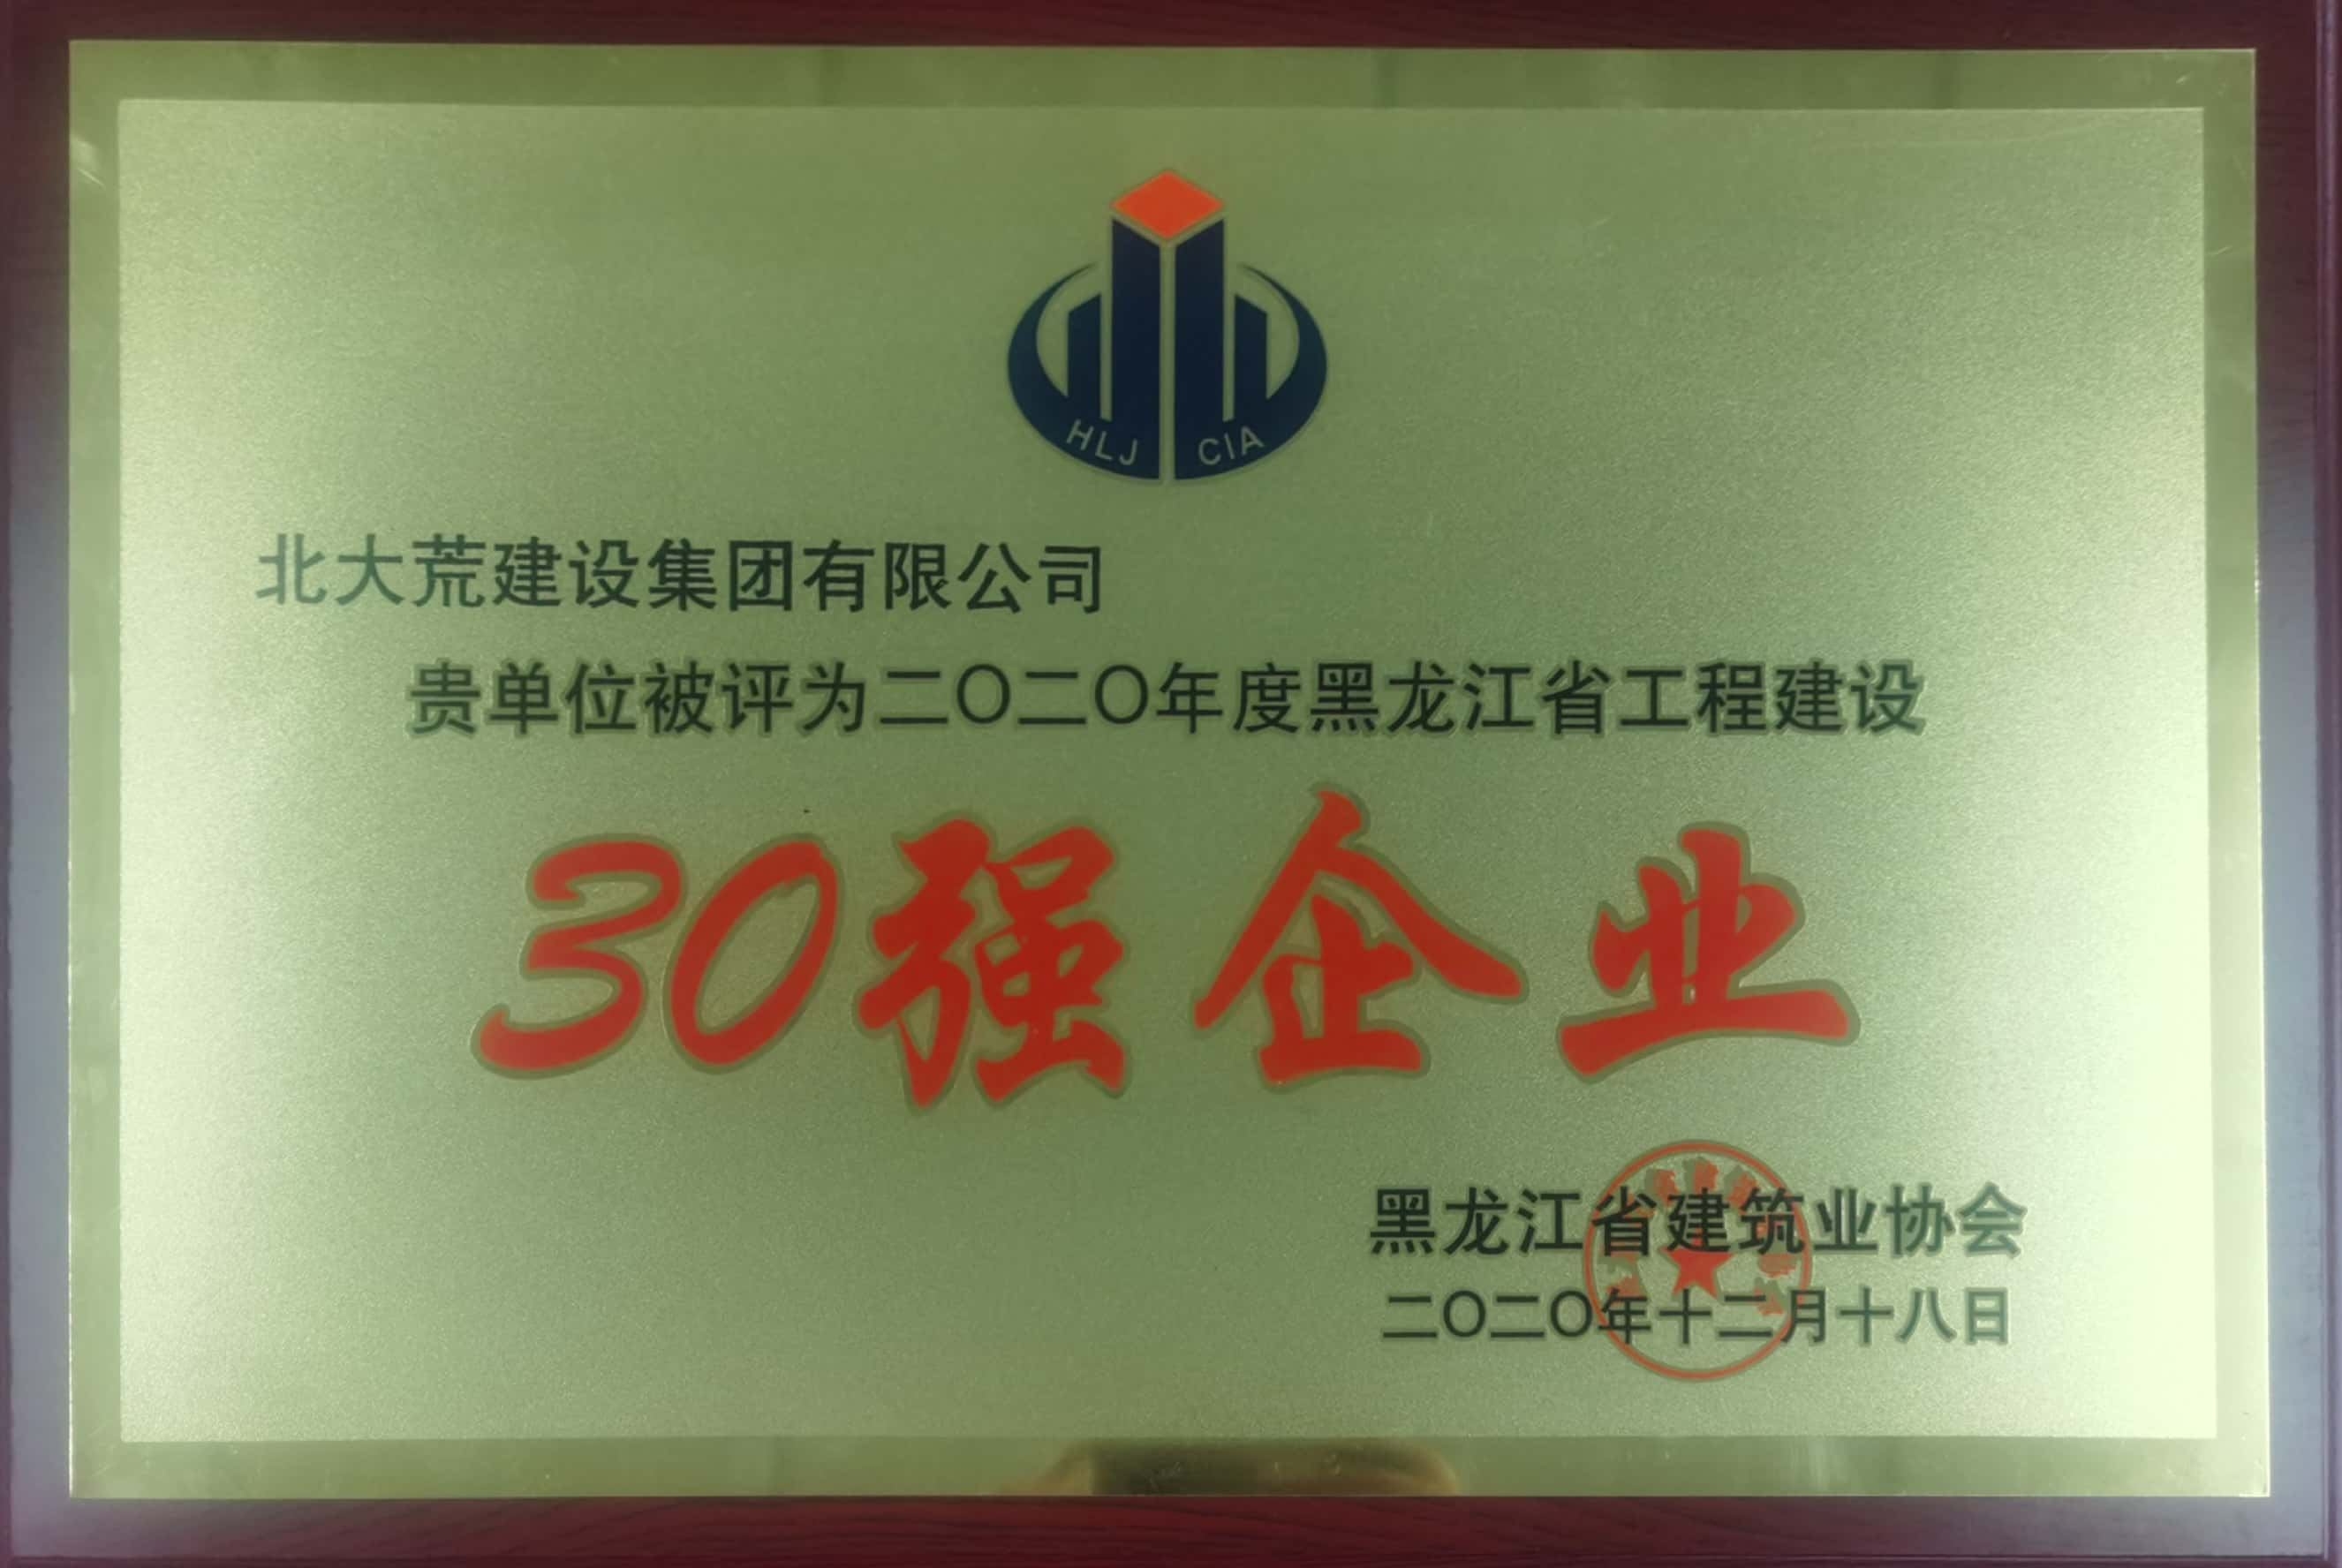 HLJ CIA
北大荒建设集团有限公司
贵单位被评为二〇二〇年度黑龙江省工程建设
30强企业
黑龙江省建筑业协会
二〇二〇年十二月十八日